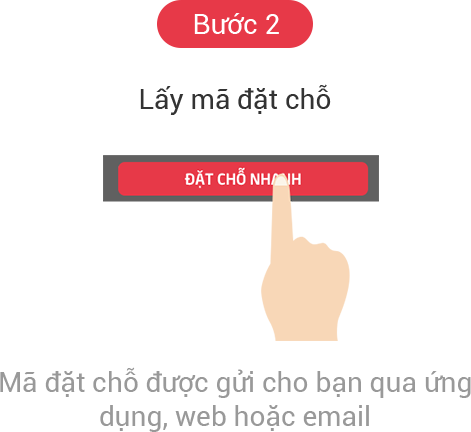 Bước 2
Lấy mã đặt chỗ
ĐẶT CHỖ NHANH
Mã đặt chỗ được gửi cho bạn qua ứng
dụng, web hoặc email